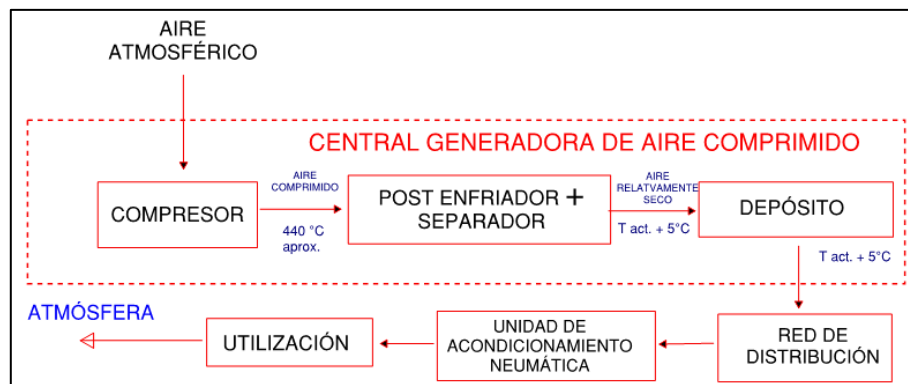 AIRE
ATMOSFÉRICO
CENTRAL GENERADORA DE AIRE COMPRIMIDO
COMPRESOR
AIRE
COMPRIMIDO
440 °C
aprox.
POST ENFRIADOR +
SEPARADOR
AIRE
RELATVAMENTE
SECO
T act. + 5°C
DEPÓSITO
T act. + 5°C
RED DE
DISTRIBUCIÓN
UNIDAD DE
ACONDICIONAMIENTO
NEUMÁTICA
UTILIZACIÓN
ATMÓSFERA